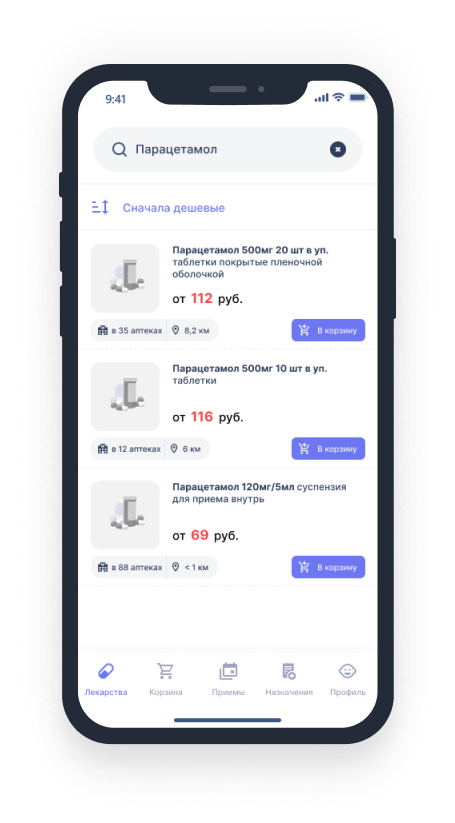 9:41
Парацетамол
Сначала дешевые
Парацетамол 500мг 20 шт в уп.
таблетки покрытые пленочной
оболочкой
от 112 руб.
в 35 аптеках 8,2 км В корзину
Парацетамол 500мг 10 шт в уп.
таблетки
от 116 руб.
в 12 аптеках 6 км В корзину
Парацетамол 120мг/5мл суспензия
для приема внутрь
от 69 руб.
в 88 аптеках < 1 км В корзину
Лекарства Корзина Приемы Назначения Профиль